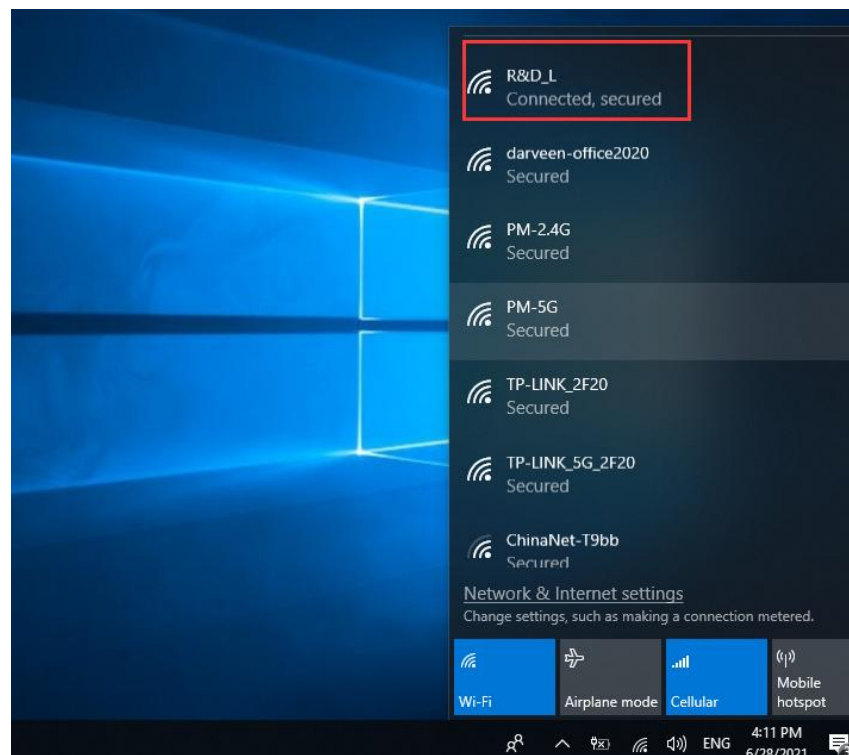 R&D_L
Connected, secured
darveen-office2020
Secured
PM-2.4G
Secured
PM-5G
Secured
TP-LINK_2F20
Secured
TP-LINK_5G_2F20
Secured
ChinaNet-T9bb
Secured
Network & Internet settings
Change settings, such as making a connection metered.
Wi-Fi
Airplane mode
Cellular
Mobile
hotspot
ENG
4:11 PM
6/28/2021